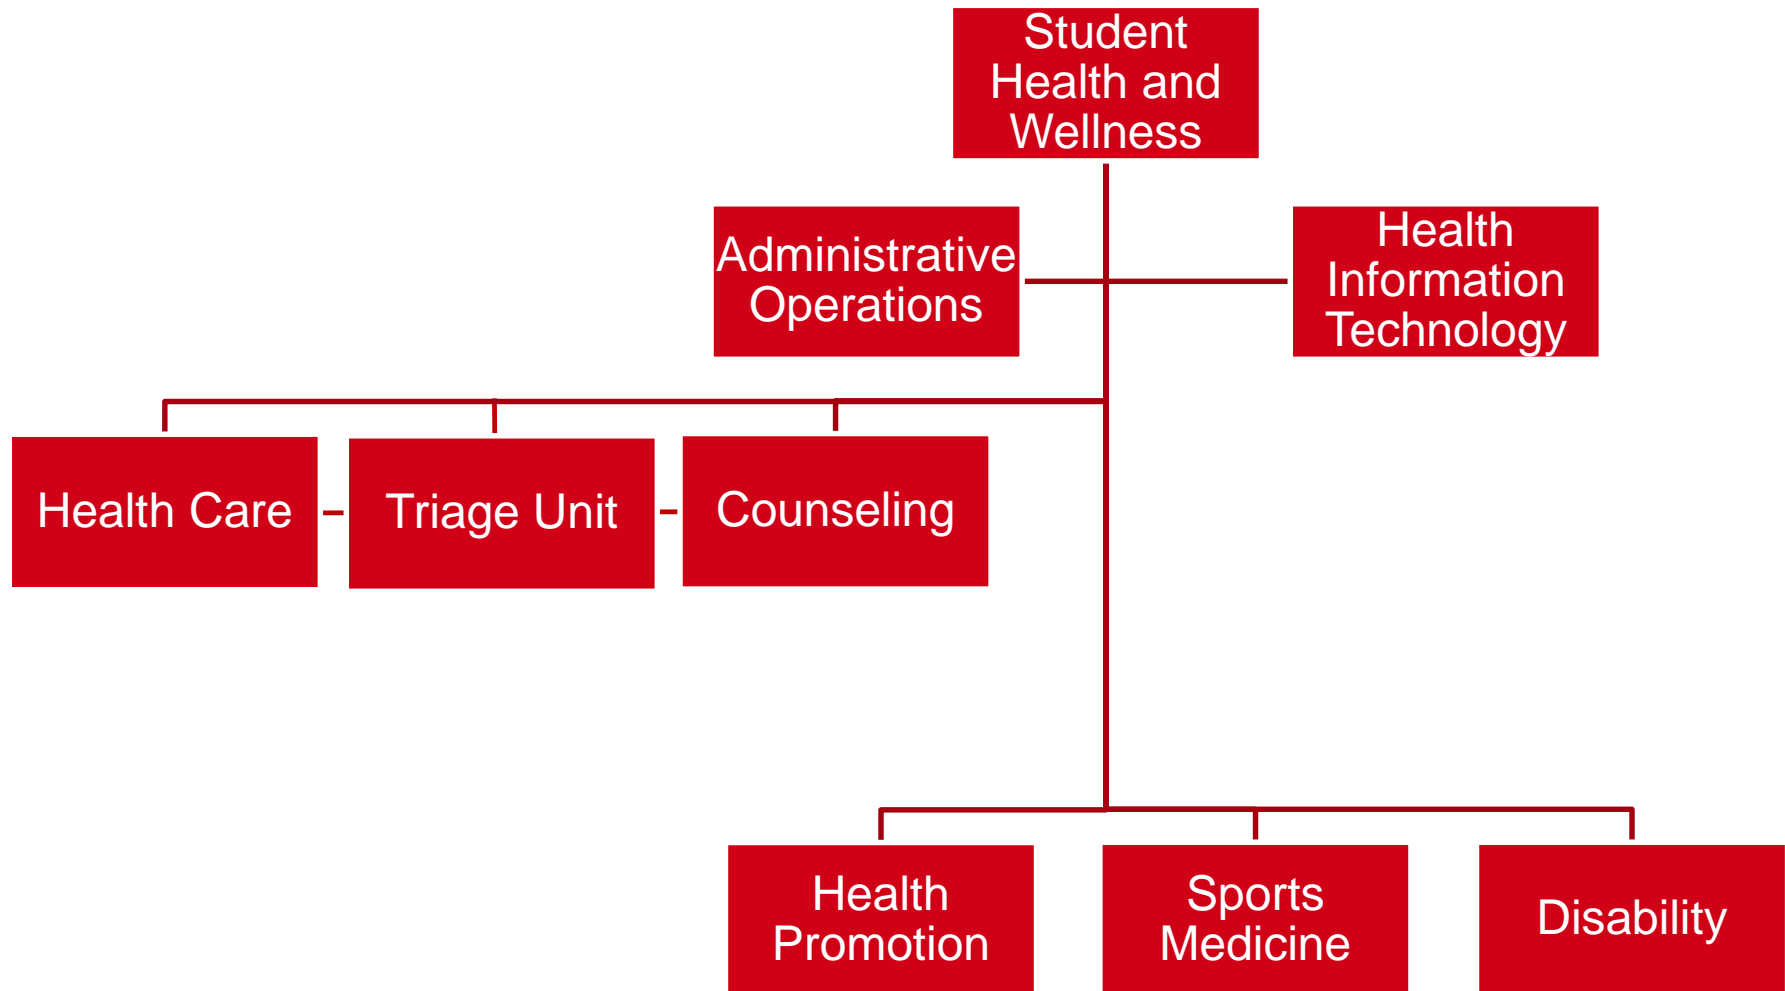 Student
Health and
Wellness
Administrative
Operations
Health
Information
Technology
Health Care
Triage Unit
Counseling
Health
Promotion
Sports
Medicine
Disability